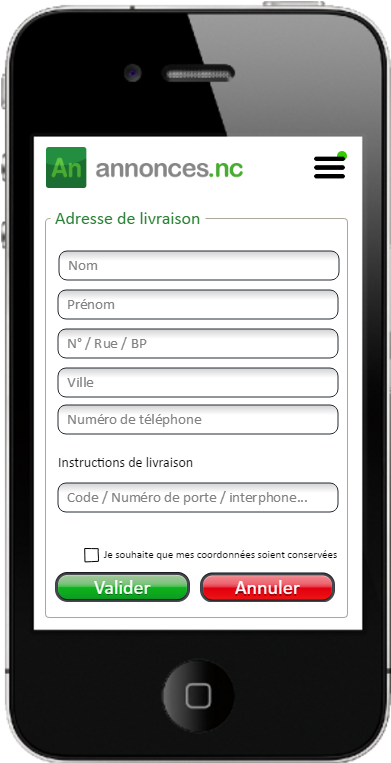 An annonces.nc
Adresse de livraison
Nom
Prénom
N° / Rue / BP
Ville
Numéro de téléphone
Instructions de livraison
Code / Numéro de porte / interphone...
Je souhaite que mes coordonnées soient conservées
Valider Annuler